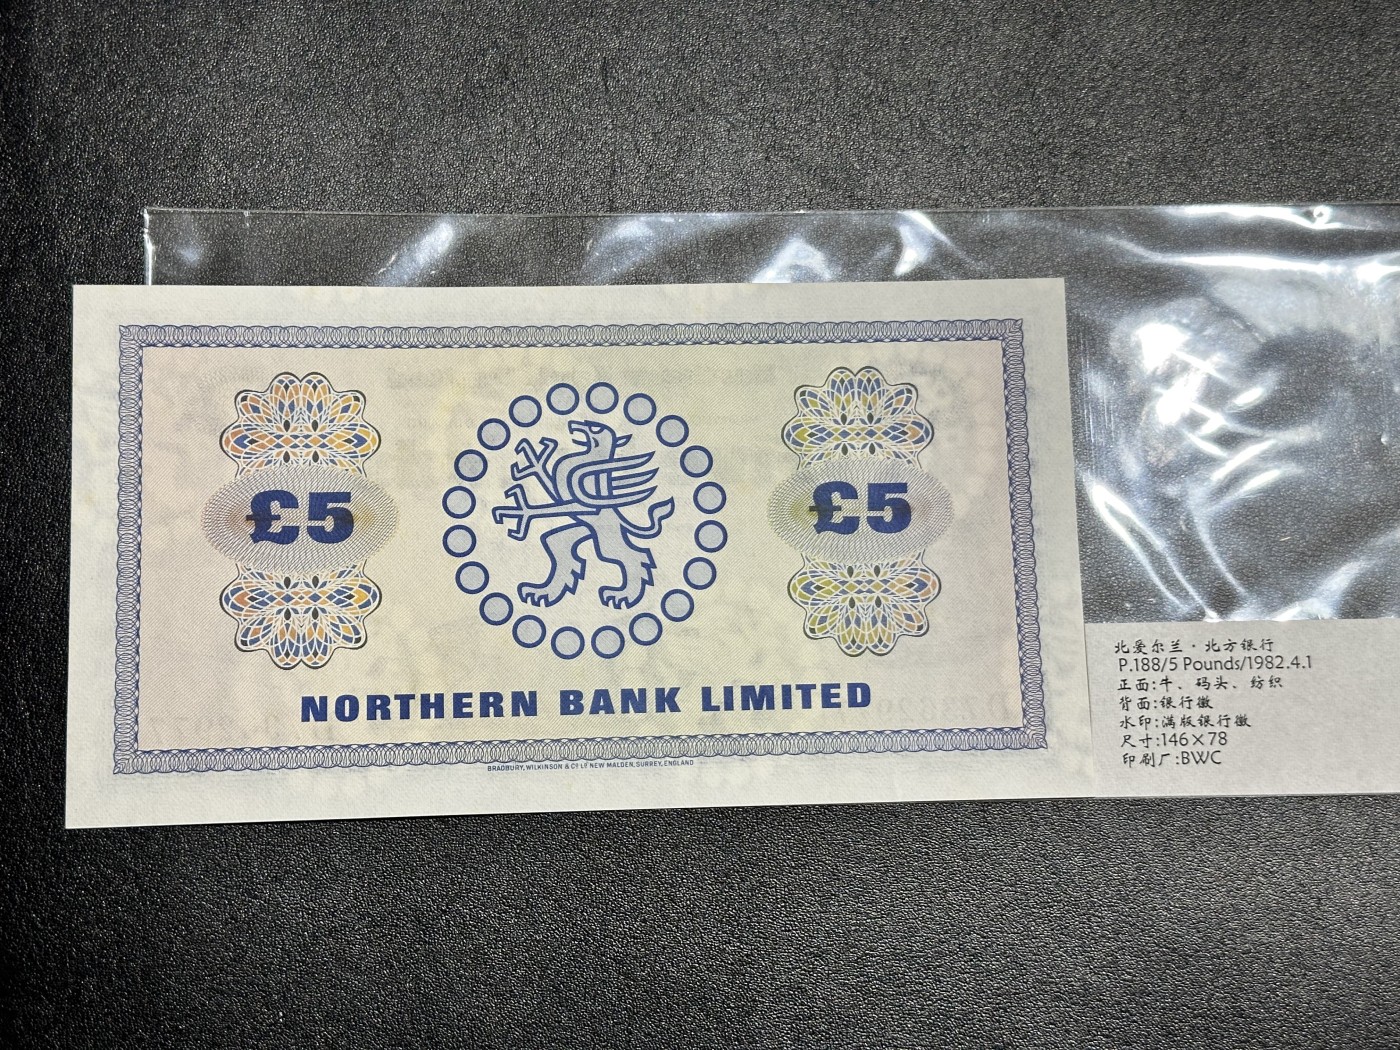 £5
£5
NORTHERN BANK LIMITED
BRADBURY, WILKINSON & Cº Lᴰ NEW MALDEN, SURREY, ENGLAND
北爱尔兰·北方银行
P.188/5 Pounds/1982.4.1
正面:牛、码头、纺织
背面:银行徽
水印:满版银行徽
尺寸:146×78
印刷厂:BWC